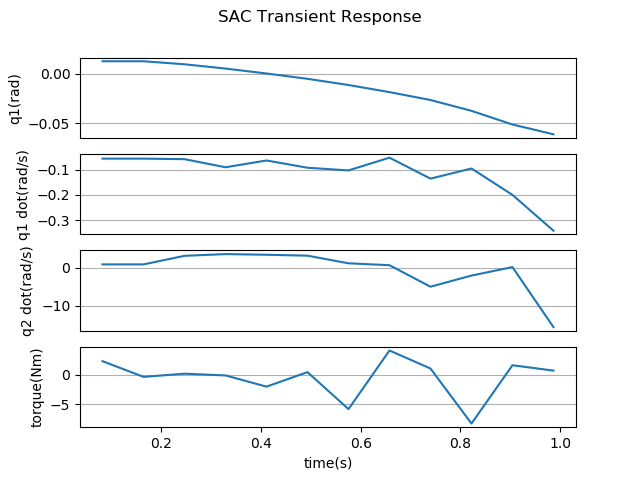 SAC Transient Response
q1(rad)
0.00
−0.05
q1 dot(rad/s)
−0.1
−0.2
−0.3
q2 dot(rad/s)
0
−10
torque(Nm)
0
−5
0.2 0.4 0.6 0.8 1.0
time(s)